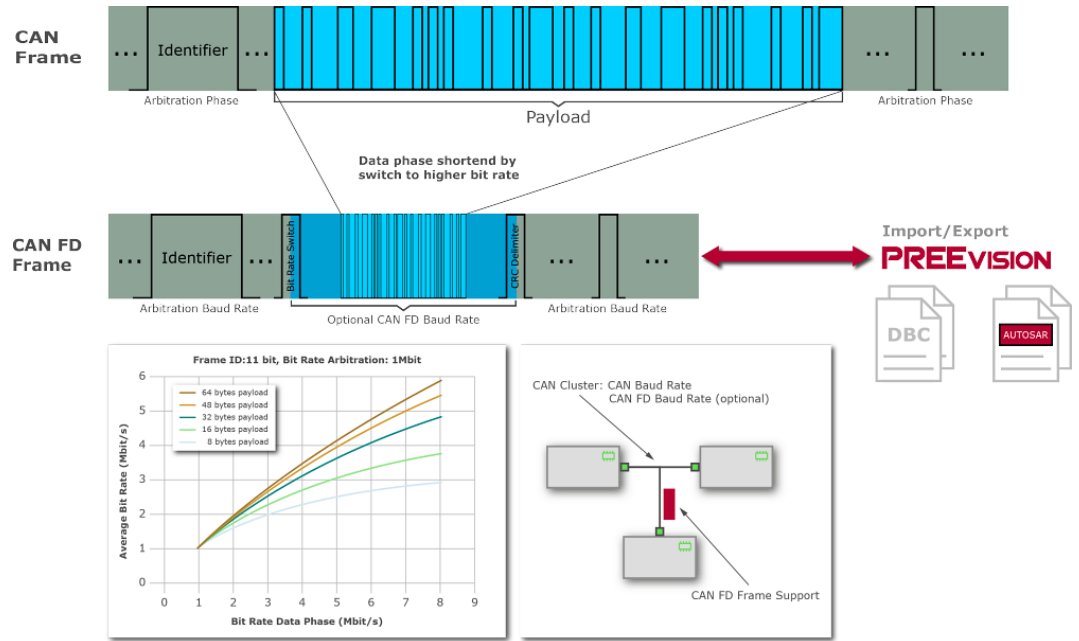 CAN
Frame
... Identifier ... ... ...
Arbitration Phase
Payload
Arbitration Phase
Data phase shortend by
switch to higher bit rate
CAN FD
Frame
... Identifier ... Bit Rate Switch CRC Delimiter ... ...
Arbitration Baud Rate
Optional CAN FD Baud Rate
Arbitration Baud Rate
Import/Export
PREEVISION
DBC
AUTOSAR
Frame ID:11 bit, Bit Rate Arbitration: 1Mbit
Average Bit Rate (Mbit/s)
6
5
4
3
2
1
0
64 bytes payload
48 bytes payload
32 bytes payload
16 bytes payload
8 bytes payload
0 1 2 3 4 5 6 7 8 9
Bit Rate Data Phase (Mbit/s)
CAN Cluster: CAN Baud Rate
CAN FD Baud Rate (optional)
CAN FD Frame Support